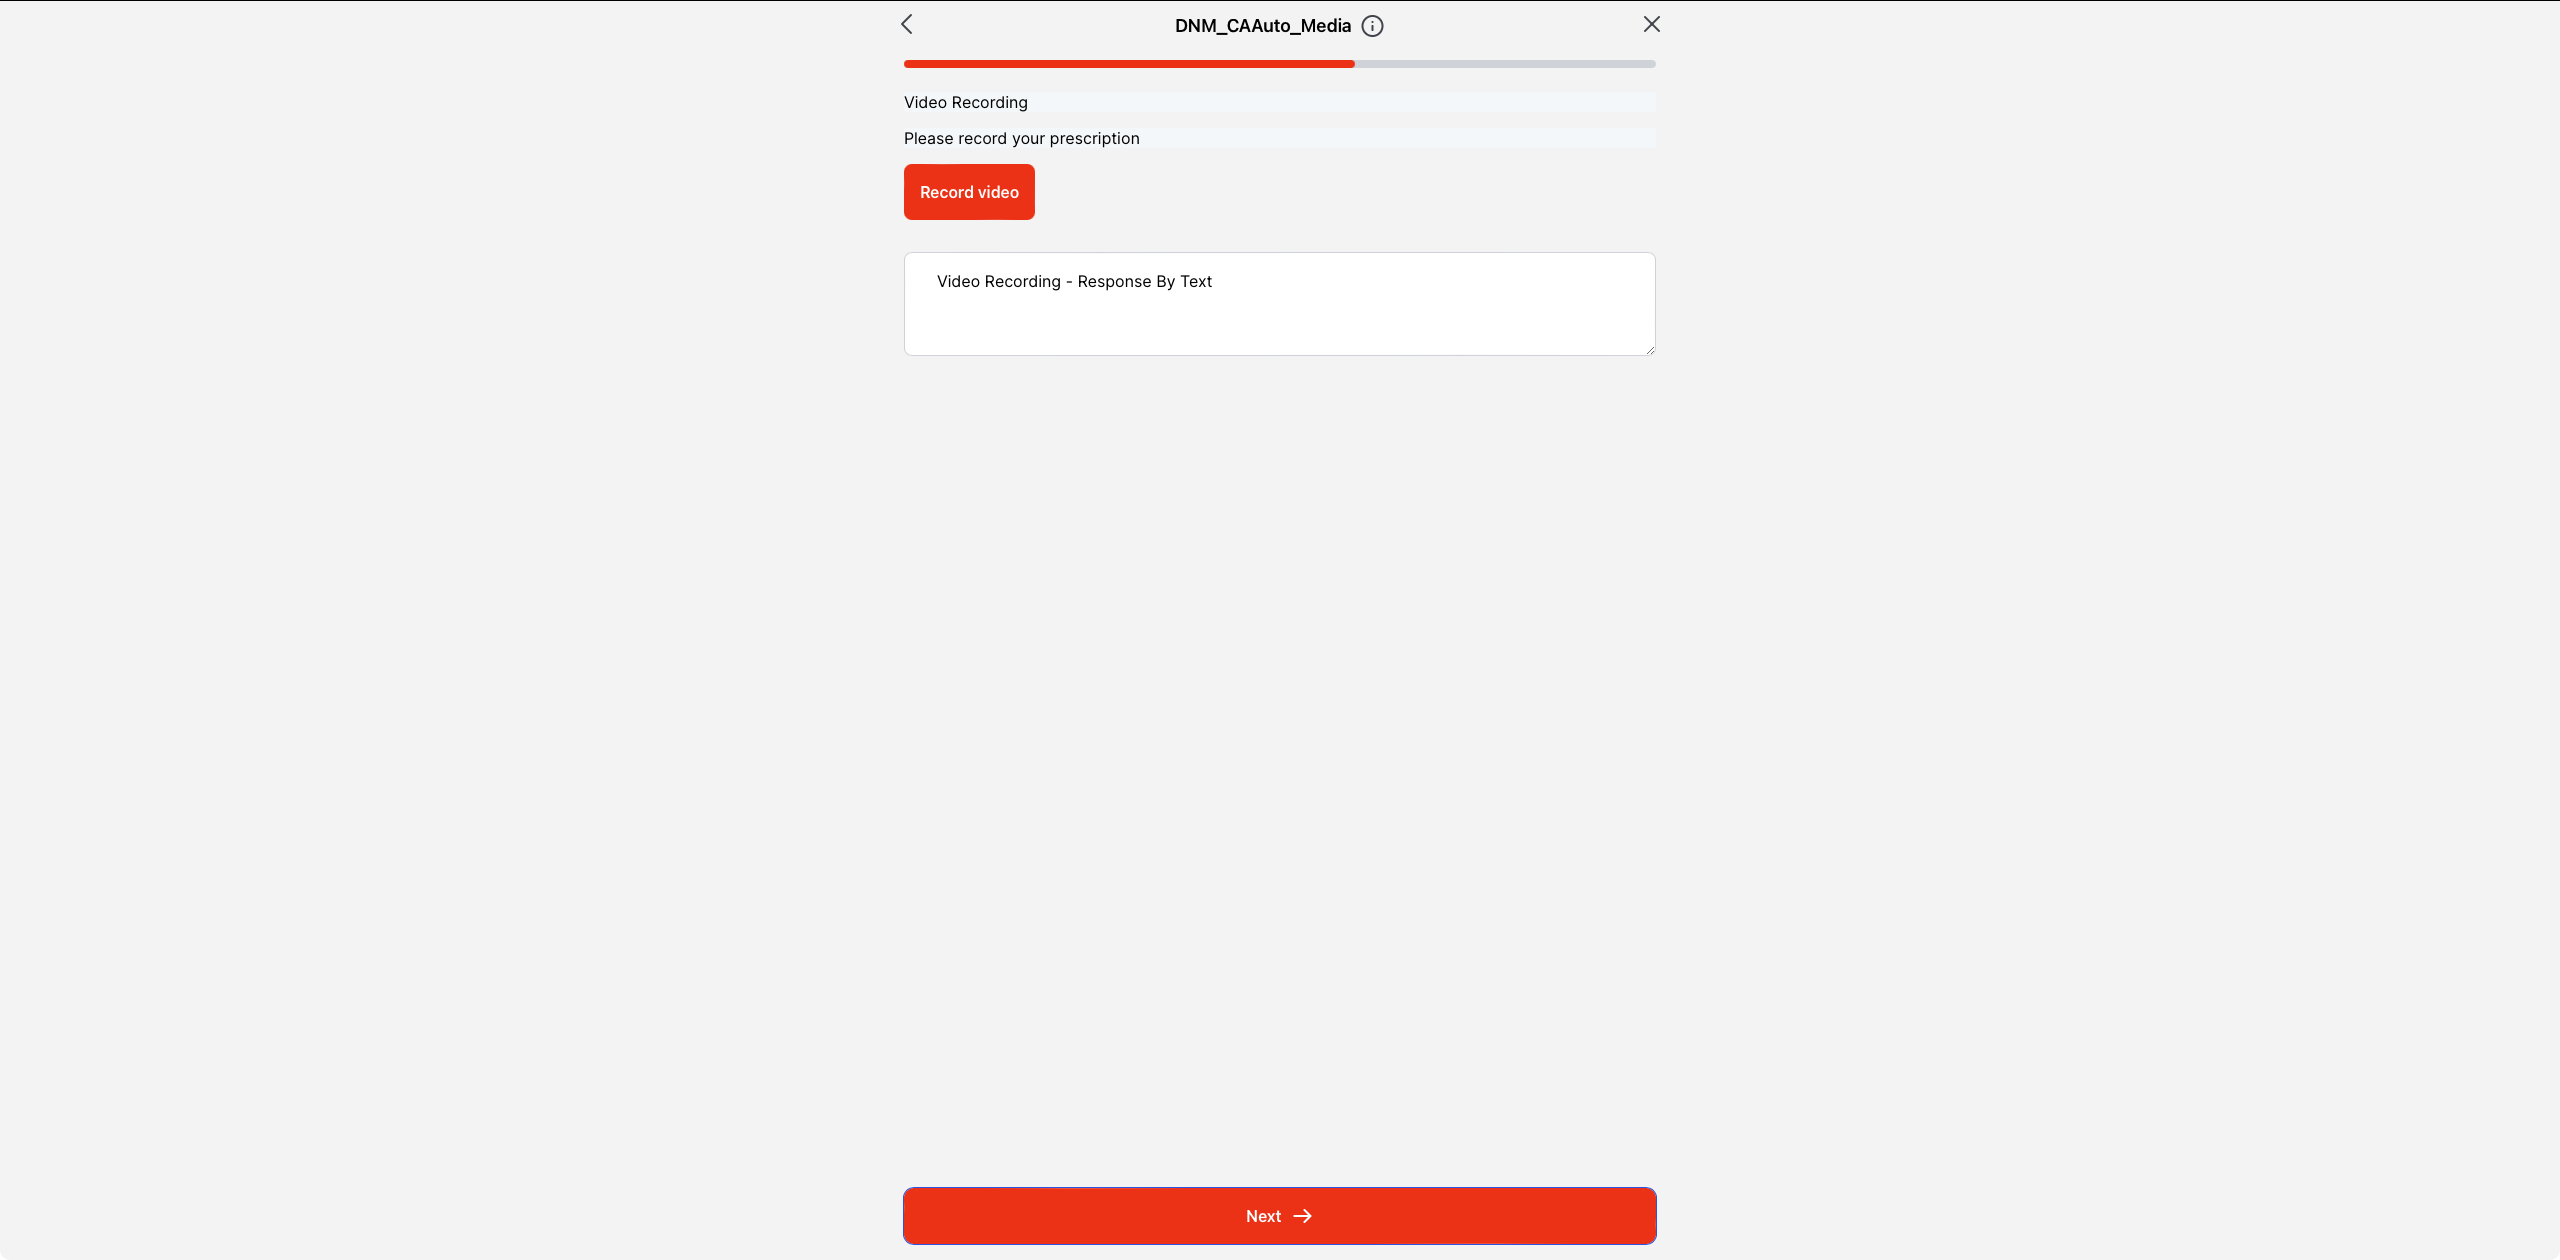 DNM_CAAuto_Media
Video Recording
Please record your prescription
Record video
Video Recording - Response By Text
Next